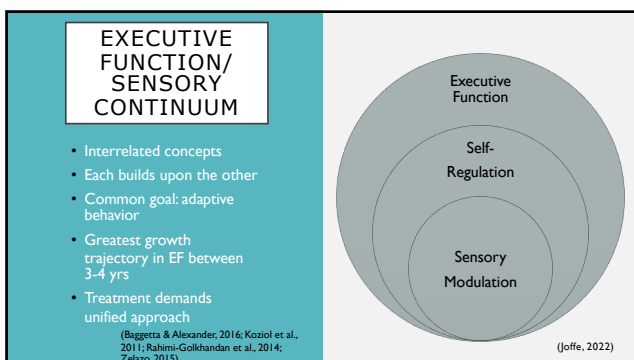 EXECUTIVE
FUNCTION/
SENSORY
CONTINUUM
• Interrelated concepts
• Each builds upon the other
• Common goal: adaptive
behavior
• Greatest growth
trajectory in EF between
3-4 yrs
• Treatment demands
unified approach
(Baggetta & Alexander, 2016; Koziol et al.,
2011; Rahimi-Golkhandan et al., 2014;
Zelazo, 2015)
Executive
Function
Self-
Regulation
Sensory
Modulation
(Joffe, 2022)